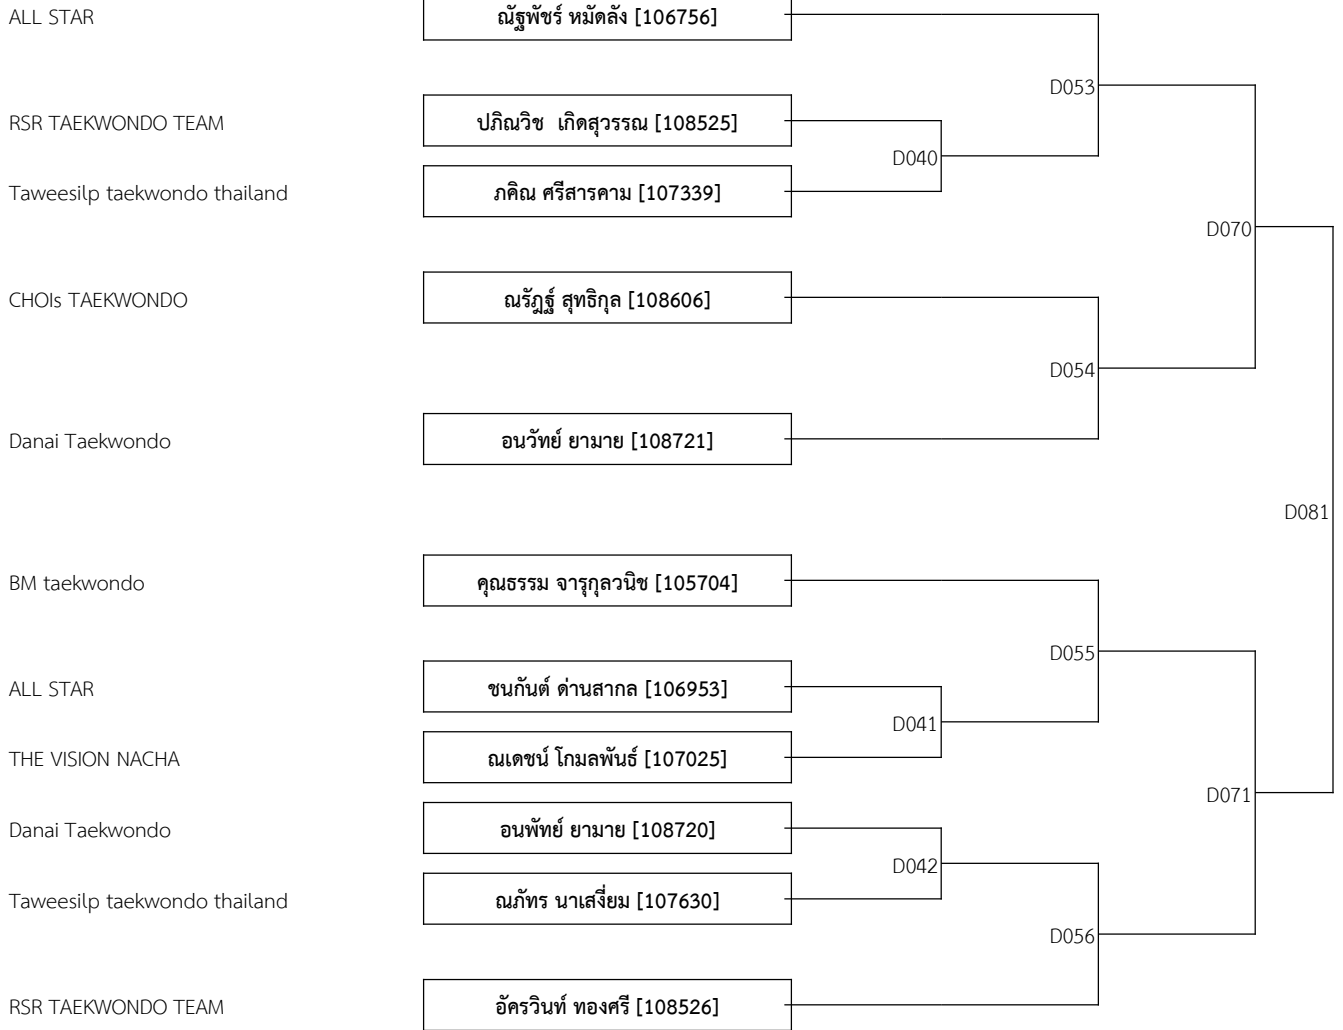 ALL STAR ณัฐพัชร์ หมัดลัง [106756]
D053
RSR TAEKWONDO TEAM ปภิณวิช เกิดสุวรรณ [108525]
D040
Taweesilp taekwondo thailand ภคิณ ศรีสารคาม [107339]
D070
CHOIs TAEKWONDO ณรัฎฐ์ สุทธิกุล [108606]
D054
Danai Taekwondo อนวัทย์ ยามาย [108721]
D081
BM taekwondo คุณธรรม จารุกุลวนิช [105704]
D055
ALL STAR ชนกันต์ ด่านสากล [106953]
D041
THE VISION NACHA ณเดชน์ โกมลพันธ์ [107025]
D071
Danai Taekwondo อนพัทย์ ยามาย [108720]
D042
Taweesilp taekwondo thailand ณภัทร นาเสงี่ยม [107630]
D056
RSR TAEKWONDO TEAM อัครวินท์ ทองศรี [108526]